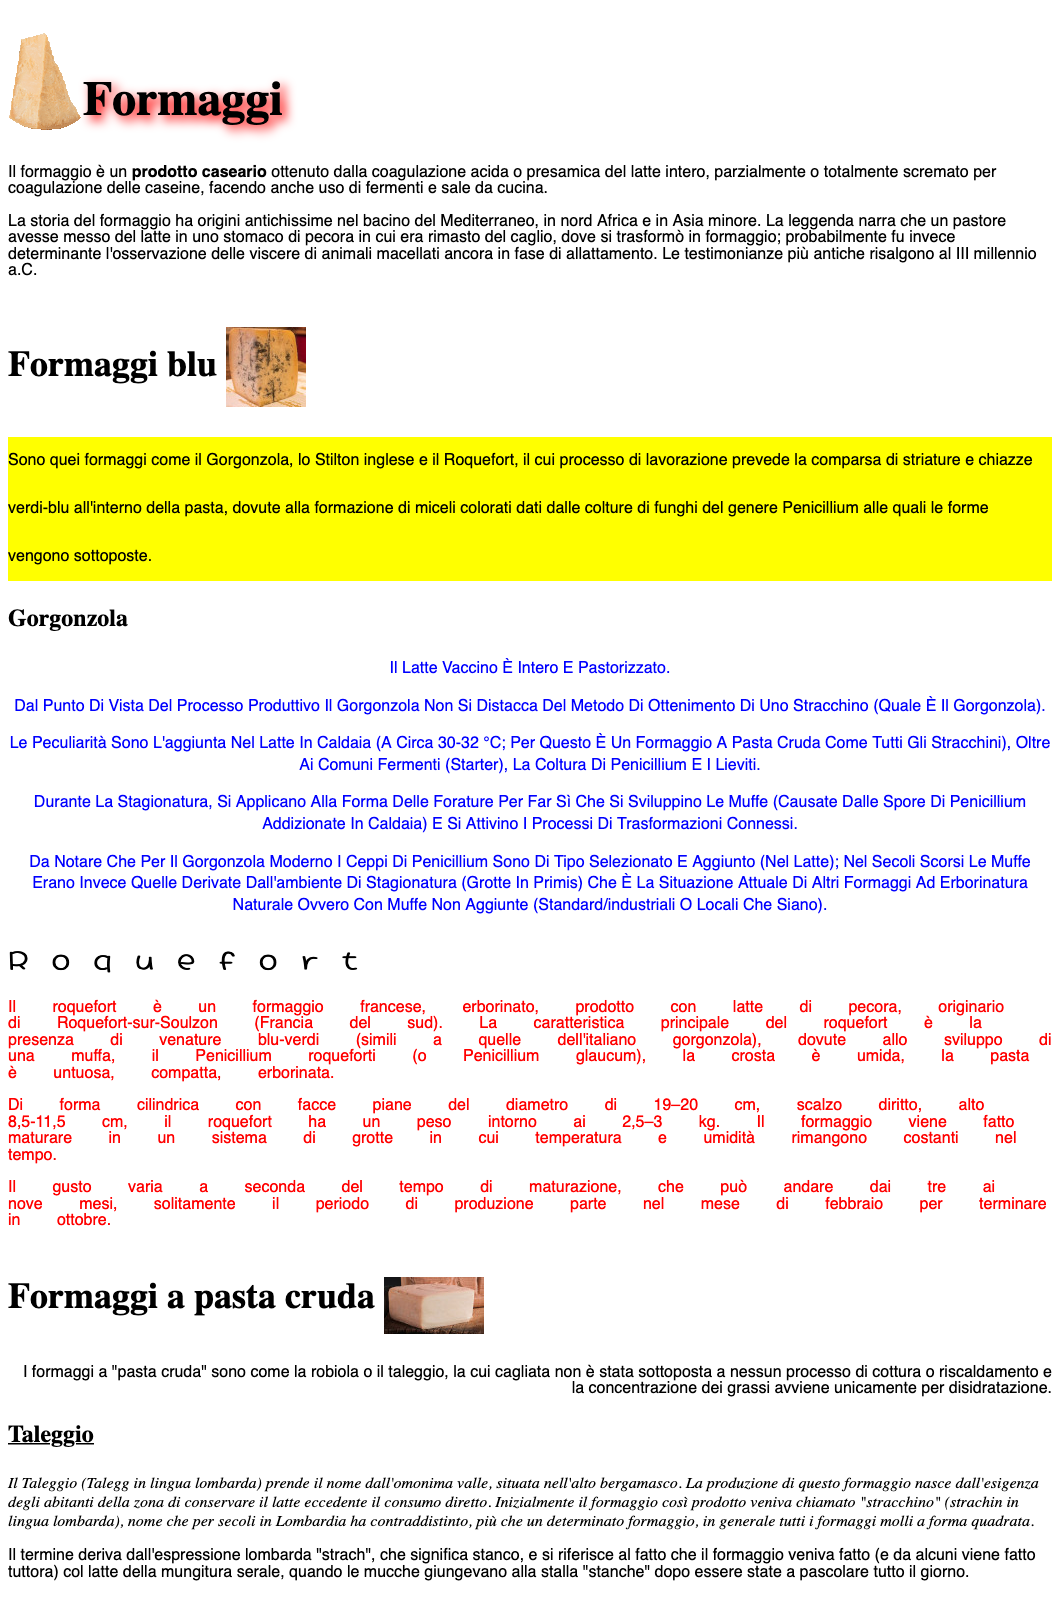 Formaggi
Il formaggio è un prodotto caseario ottenuto dalla coagulazione acida o presamica del latte intero, parzialmente o totalmente scremato per
coagulazione delle caseine, facendo anche uso di fermenti e sale da cucina.
La storia del formaggio ha origini antichissime nel bacino del Mediterraneo, in nord Africa e in Asia minore. La leggenda narra che un pastore
avesse messo del latte in uno stomaco di pecora in cui era rimasto del caglio, dove si trasformò in formaggio; probabilmente fu invece
determinante l'osservazione delle viscere di animali macellati ancora in fase di allattamento. Le testimonianze più antiche risalgono al III millennio
a.C.
Formaggi blu
Sono quei formaggi come il Gorgonzola, lo Stilton inglese e il Roquefort, il cui processo di lavorazione prevede la comparsa di striature e chiazze
verdi-blu all'interno della pasta, dovute alla formazione di miceli colorati dati dalle colture di funghi del genere Penicillium alle quali le forme
vengono sottoposte.
Gorgonzola
Il Latte Vaccino È Intero E Pastorizzato.
Dal Punto Di Vista Del Processo Produttivo Il Gorgonzola Non Si Distacca Del Metodo Di Ottenimento Di Uno Stracchino (Quale È Il Gorgonzola).
Le Peculiarità Sono L'aggiunta Nel Latte In Caldaia (A Circa 30-32 °C; Per Questo È Un Formaggio A Pasta Cruda Come Tutti Gli Stracchini), Oltre
Ai Comuni Fermenti (Starter), La Coltura Di Penicillium E I Lieviti.
Durante La Stagionatura, Si Applicano Alla Forma Delle Forature Per Far Sì Che Si Sviluppino Le Muffe (Causate Dalle Spore Di Penicillium
Addizionate In Caldaia) E Si Attivino I Processi Di Trasformazioni Connessi.
Da Notare Che Per Il Gorgonzola Moderno I Ceppi Di Penicillium Sono Di Tipo Selezionato E Aggiunto (Nel Latte); Nel Secoli Scorsi Le Muffe
Erano Invece Quelle Derivate Dall'ambiente Di Stagionatura (Grotte In Primis) Che È La Situazione Attuale Di Altri Formaggi Ad Erborinatura
Naturale Ovvero Con Muffe Non Aggiunte (Standard/industriali O Locali Che Siano).
Roquefort
Il roquefort è un formaggio francese, erborinato, prodotto con latte di pecora, originario
di Roquefort-sur-Soulzon (Francia del sud). La caratteristica principale del roquefort è la
presenza di venature blu-verdi (simili a quelle dell'italiano gorgonzola), dovute allo sviluppo di
una muffa, il Penicillium roqueforti (o Penicillium glaucum), la crosta è umida, la pasta
è untuosa, compatta, erborinata.
Di forma cilindrica con facce piane del diametro di 19–20 cm, scalzo diritto, alto
8,5-11,5 cm, il roquefort ha un peso intorno ai 2,5–3 kg. Il formaggio viene fatto
maturare in un sistema di grotte in cui temperatura e umidità rimangono costanti nel
tempo.
Il gusto varia a seconda del tempo di maturazione, che può andare dai tre ai
nove mesi, solitamente il periodo di produzione parte nel mese di febbraio per terminare
in ottobre.
Formaggi a pasta cruda
I formaggi a "pasta cruda" sono come la robiola o il taleggio, la cui cagliata non è stata sottoposta a nessun processo di cottura o riscaldamento e
la concentrazione dei grassi avviene unicamente per disidratazione.
Taleggio
Il Taleggio (Talegg in lingua lombarda) prende il nome dall'omonima valle, situata nell'alto bergamasco. La produzione di questo formaggio nasce dall'esigenza
degli abitanti della zona di conservare il latte eccedente il consumo diretto. Inizialmente il formaggio così prodotto veniva chiamato "stracchino" (strachin in
lingua lombarda), nome che per secoli in Lombardia ha contraddistinto, più che un determinato formaggio, in generale tutti i formaggi molli a forma quadrata.
Il termine deriva dall'espressione lombarda "strach", che significa stanco, e si riferisce al fatto che il formaggio veniva fatto (e da alcuni viene fatto
tuttora) col latte della mungitura serale, quando le mucche giungevano alla stalla "stanche" dopo essere state a pascolare tutto il giorno.